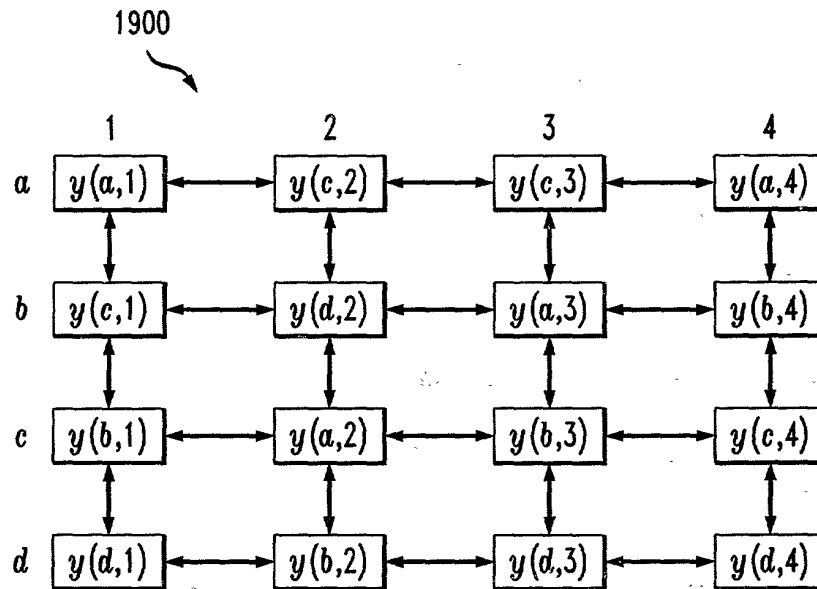 1900
1 2 3 4
a y(a,1) y(c,2) y(c,3) y(a,4)
b y(c,1) y(d,2) y(a,3) y(b,4)
c y(b,1) y(a,2) y(b,3) y(c,4)
d y(d,1) y(b,2) y(d,3) y(d,4)